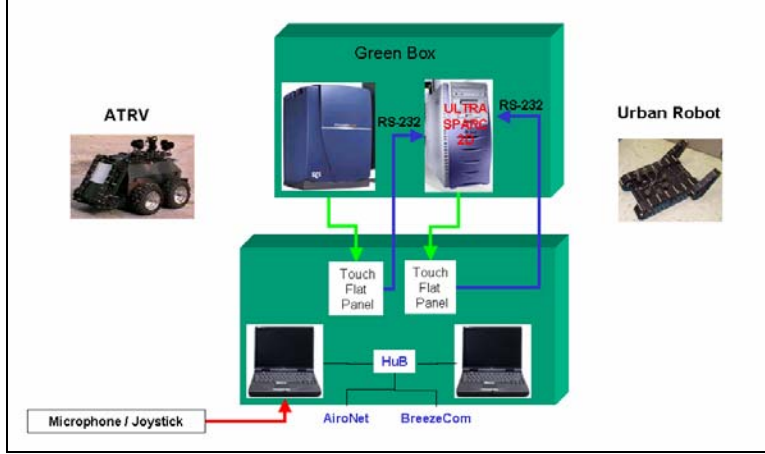 Green Box
ATRV
RS-232
ULTRA
SPARC
RS-232
Urban Robot
sgi
Touch
Flat
Panel
Touch
Flat
Panel
HuB
AiroNet
BreezeCom
Microphone / Joystick